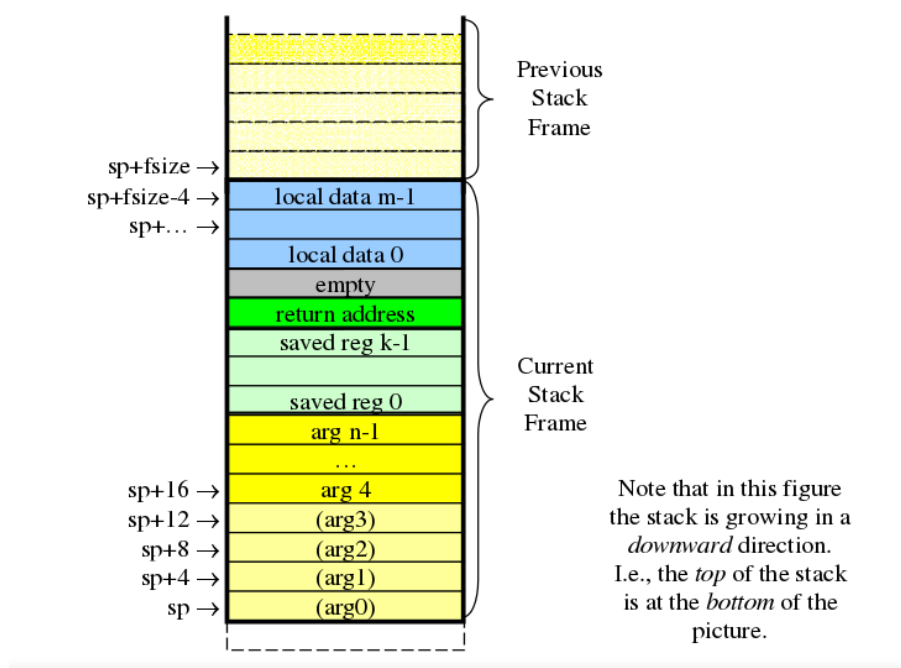 Previous
Stack
Frame
sp+fsize →
sp+fsize-4 →
local data m-1
sp+… →
local data 0
empty
return address
saved reg k-1
Current
Stack
Frame
saved reg 0
arg n-1
…
sp+16 →
arg 4
sp+12 →
(arg3)
sp+8 →
(arg2)
sp+4 →
(arg1)
sp →
(arg0)
Note that in this figure
the stack is growing in a
downward direction.
I.e., the top of the stack
is at the bottom of the
picture.